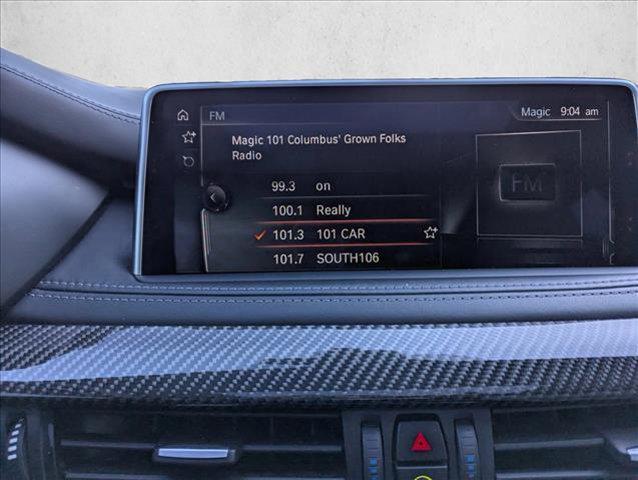 FM
Magic 9:04 am
Magic 101 Columbus' Grown Folks
Radio
99.3 on
100.1 Really
101.3 101 CAR
101.7 SOUTH106
FM